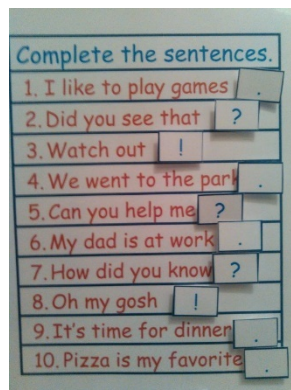 Complete the sentences.
1. I like to play games .
2. Did you see that ?
3. Watch out !
4. We went to the park .
5. Can you help me ?
6. My dad is at work .
7. How did you know ?
8. Oh my gosh !
9. It's time for dinner .
10. Pizza is my favorite .